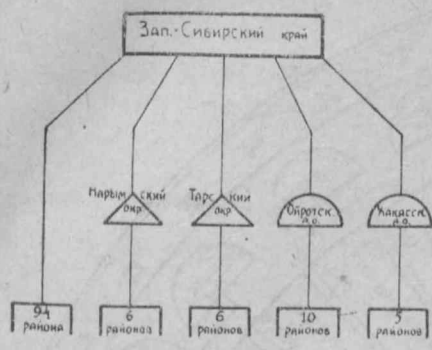 Зап.-Сибирский край
Нарымский
окр
Тарский
окр
Ойротск.
а.о.
Хакасск.
а.о.
94
района
6
районов
6
районов
10
районов
5
районов